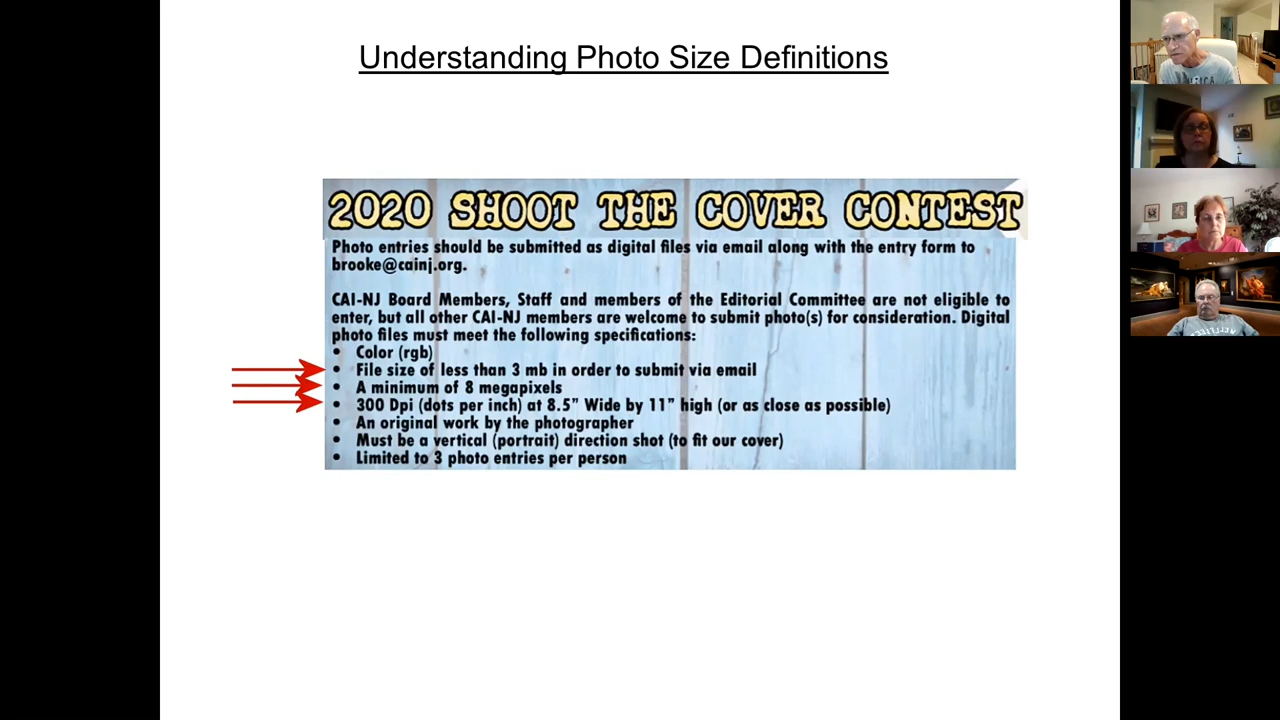 Understanding Photo Size Definitions
2020 SHOOT THE COVER CONTEST
Photo entries should be submitted as digital files via email along with the entry form to
brooke@cainj.org.
CAI-NJ Board Members, Staff and members of the Editorial Committee are not eligible to
enter, but all other CAI-NJ members are welcome to submit photo(s) for consideration. Digital
photo files must meet the following specifications:
• Color (rgb)
• File size of less than 3 mb in order to submit via email
• A minimum of 8 megapixels
• 300 Dpi (dots per inch) at 8.5” Wide by 11” high (or as close as possible)
• An original work by the photographer
• Must be a vertical (portrait) direction shot (to fit our cover)
• Limited to 3 photo entries per person